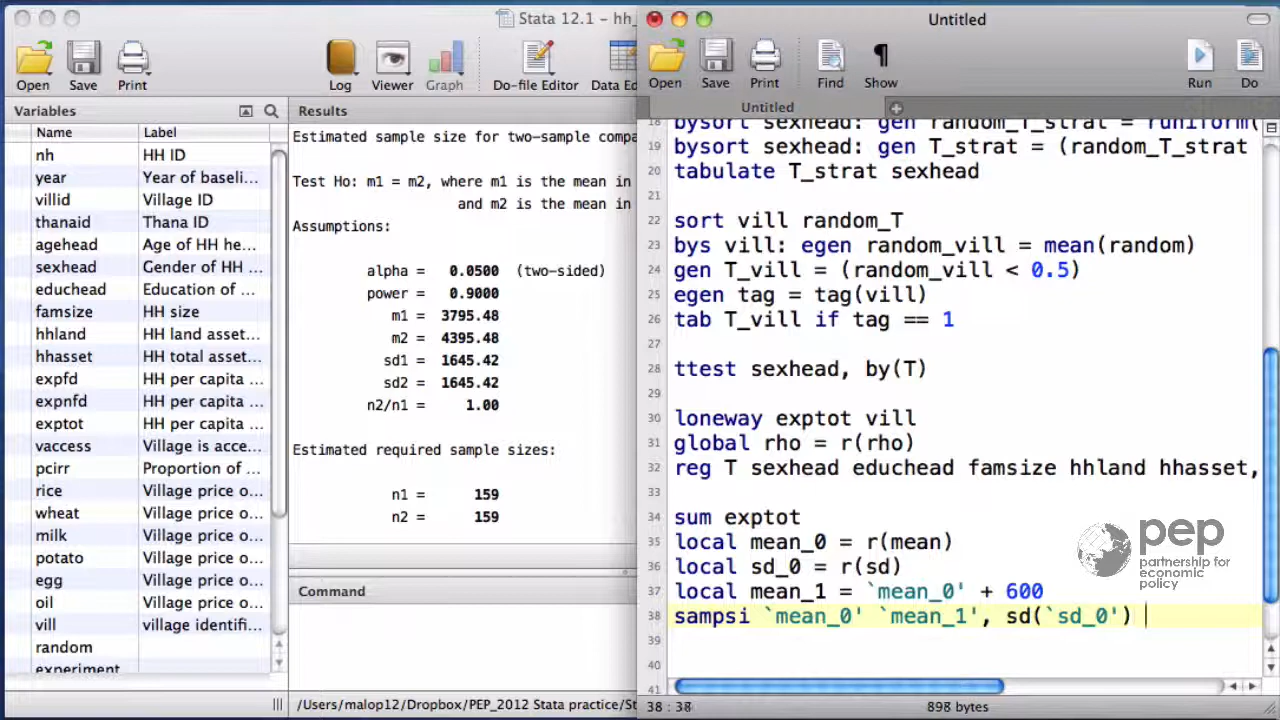 Stata 12.1 – hh_
Untitled
Open
Save
Print
Log
Viewer
Graph
Do-file Editor
Data Ed
Open
Save
Print
Find
Show
Run
Do
Variables
Results
Untitled
Name Label
nh HH ID
year Year of baseli...
villid Village ID
thanaid Thana ID
agehead Age of HH he...
sexhead Gender of HH ...
educhead Education of ...
famsize HH size
hhland HH land asset...
hhasset HH total asset...
expfd HH per capita ...
expnfd HH per capita ...
exptot HH per capita ...
vaccess Village is acce...
pcirr Proportion of ...
rice Village price o...
wheat Village price o...
milk Village price o...
potato Village price o...
egg Village price o...
oil Village price o...
vill village identifi...
random
experiment
Estimated sample size for two-sample compa
Test Ho: m1 = m2, where m1 is the mean in
and m2 is the mean in
Assumptions:
alpha = 0.0500 (two-sided)
power = 0.9000
m1 = 3795.48
m2 = 4395.48
sd1 = 1645.42
sd2 = 1645.42
n2/n1 = 1.00
Estimated required sample sizes:
n1 = 159
n2 = 159
Command
/Users/malop12/Dropbox/PEP_2012 Stata practice/St
18 bysort sexhead: gen random_T_strat = runiform(
19 bysort sexhead: gen T_strat = (random_T_strat
20 tabulate T_strat sexhead
21
22 sort vill random_T
23 bys vill: egen random_vill = mean(random)
24 gen T_vill = (random_vill < 0.5)
25 egen tag = tag(vill)
26 tab T_vill if tag == 1
27
28 ttest sexhead, by(T)
29
30 loneway exptot vill
31 global rho = r(rho)
32 reg T sexhead educhead famsize hhland hhasset,
33
34 sum exptot
35 local mean_0 = r(mean)
36 local sd_0 = r(sd)
37 local mean_1 = `mean_0' + 600
38 sampsi `mean_0' `mean_1', sd(`sd_0')
39
40
41
pep
partnership for
economic
policy
38 : 38
898 bytes